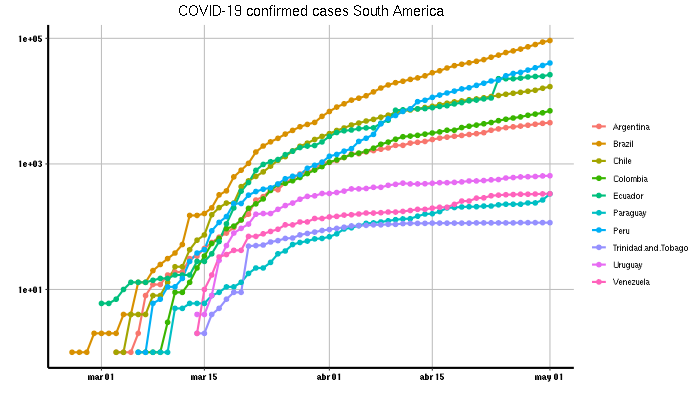 COVID-19 confirmed cases South America
1e+05
1e+03
1e+01
mar 01
mar 15
abr 01
abr 15
may 01
Argentina
Brazil
Chile
Colombia
Ecuador
Paraguay
Peru
Trinidad.and.Tobago
Uruguay
Venezuela